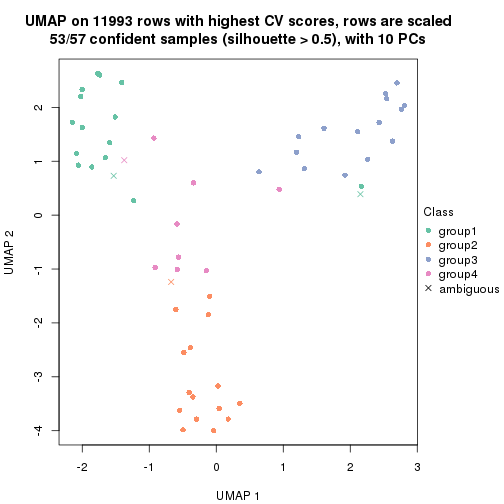 UMAP on 11993 rows with highest CV scores, rows are scaled
53/57 confident samples (silhouette > 0.5), with 10 PCs
UMAP 2
2
1
0
-1
-2
-3
-4
-2
-1
0
1
2
3
UMAP 1
Class
group1
group2
group3
group4
ambiguous